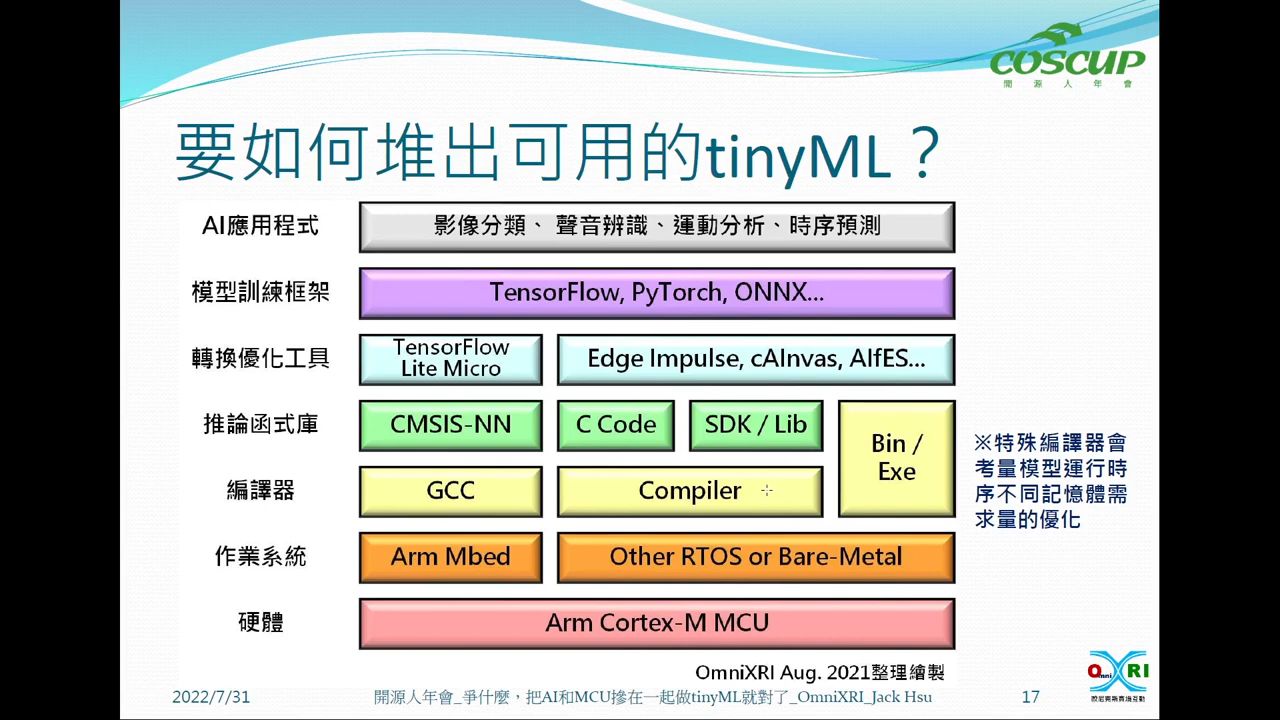 COSCUP
開源人年會
要如何堆出可用的tinyML？
AI應用程式
影像分類、 聲音辨識、運動分析、時序預測
模型訓練框架
TensorFlow, PyTorch, ONNX...
轉換優化工具
TensorFlow
Lite Micro
Edge Impulse, cAInvas, AIfES...
推論函式庫
CMSIS-NN
C Code
SDK / Lib
Bin /
Exe
編譯器
GCC
Compiler
※特殊編譯器會
考量模型運行時
序不同記憶體需
求量的優化
作業系統
Arm Mbed
Other RTOS or Bare-Metal
硬體
Arm Cortex-M MCU
OmniXRI Aug. 2021整理繪製
OmniXRI
歐尼克斯實境互動
2022/7/31
開源人年會_爭什麼，把AI和MCU摻在一起做tinyML就對了_OmniXRI_Jack Hsu
17